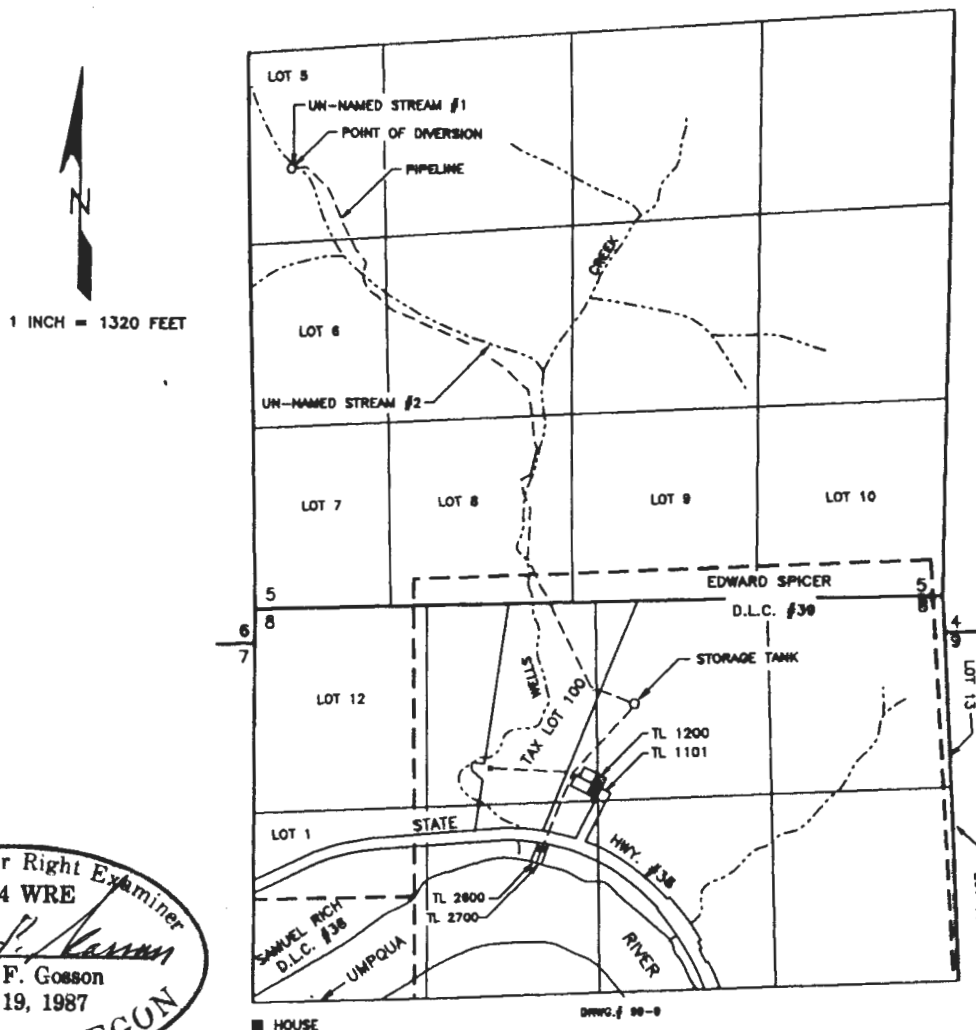 LOT 5
UN-NAMED STREAM #1
POINT OF DIVERSION
PIPELINE
N
CREEK
1 INCH = 1320 FEET
LOT 6
UN-NAMED STREAM #2
LOT 7
LOT 8
LOT 9
LOT 10
EDWARD SPICER
D.L.C. #39
5
8
5
6
7
4
9
LOT 13
LOT 12
WELLS
TAX LOT 100
STORAGE TANK
TL 1200
TL 1101
LOT 1
STATE
HWY. #38
TL 2600
TL 2700
SAMUEL RICH
D.L.C. #38
UMPQUA
RIVER
r Right Examiner
4 WRE
F. Gosson
19, 1987
EGON
■ HOUSE
DRWG.# 98-9